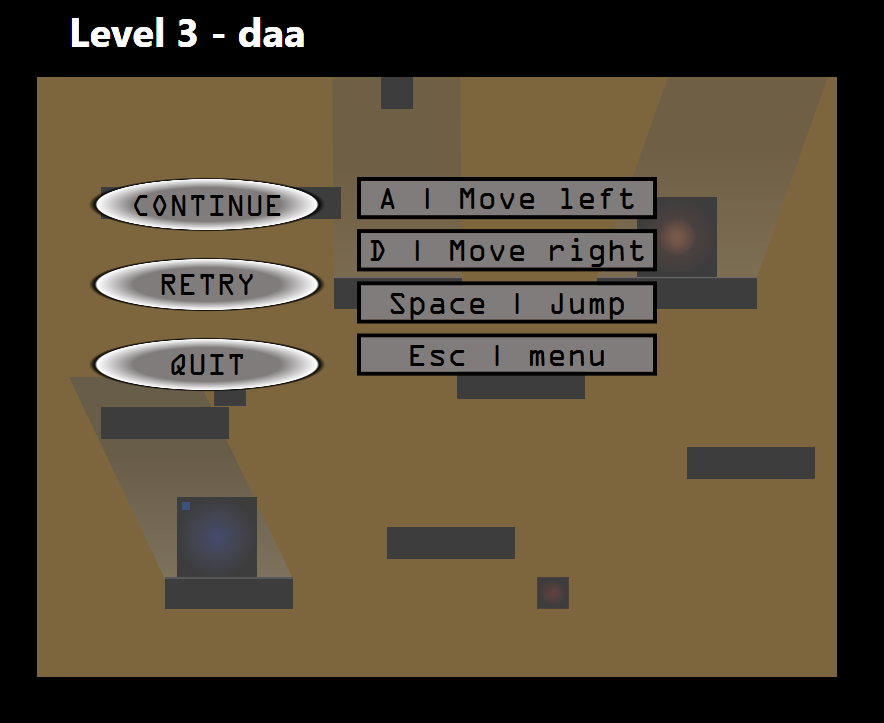 Level 3 - daa
CONTINUE
RETRY
QUIT
A | Move left
D | Move right
Space | Jump
Esc | menu